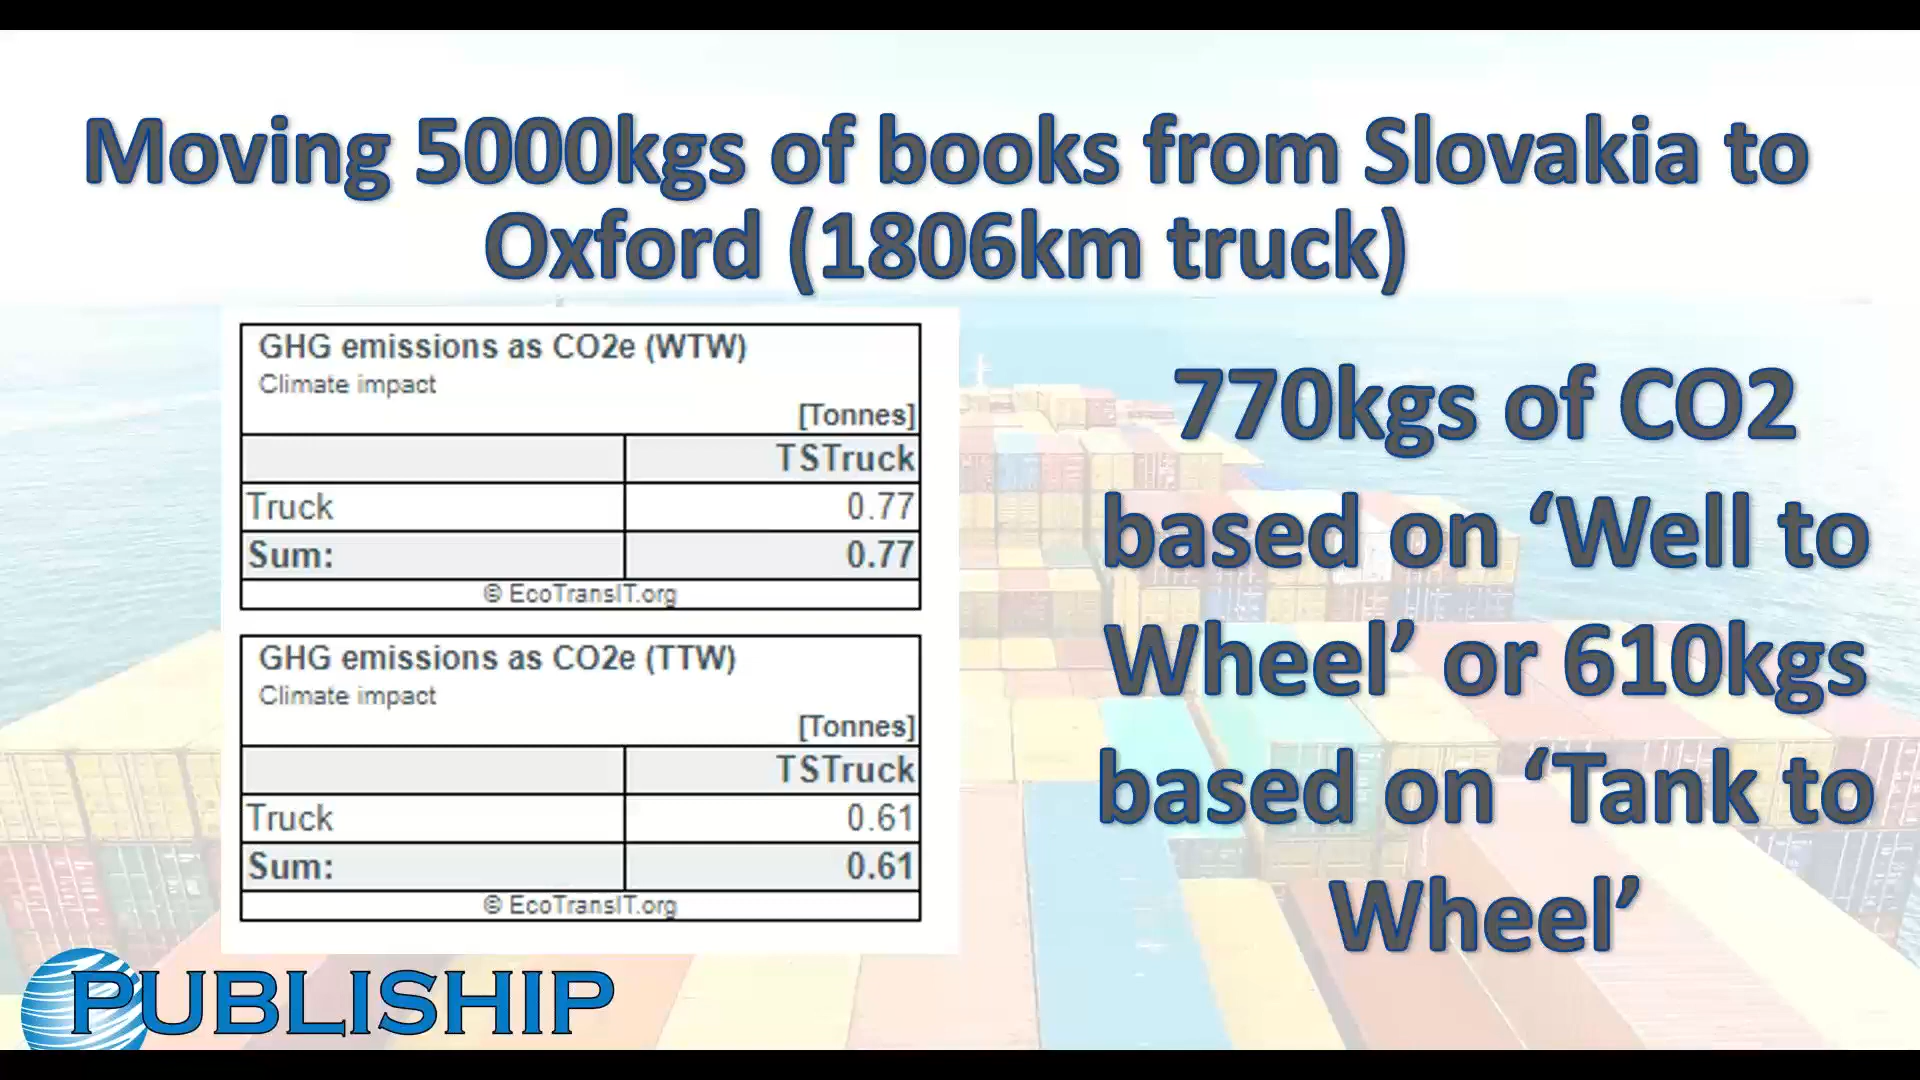 Moving 5000kgs of books from Slovakia to
Oxford (1806km truck)
GHG emissions as CO2e (WTW)
Climate impact
[Tonnes]
TSTruck
Truck 0.77
Sum: 0.77
© EcoTransIT.org
GHG emissions as CO2e (TTW)
Climate impact
[Tonnes]
TSTruck
Truck 0.61
Sum: 0.61
© EcoTransIT.org
770kgs of CO2
based on ‘Well to
Wheel’ or 610kgs
based on ‘Tank to
Wheel’
PUBLISHIP